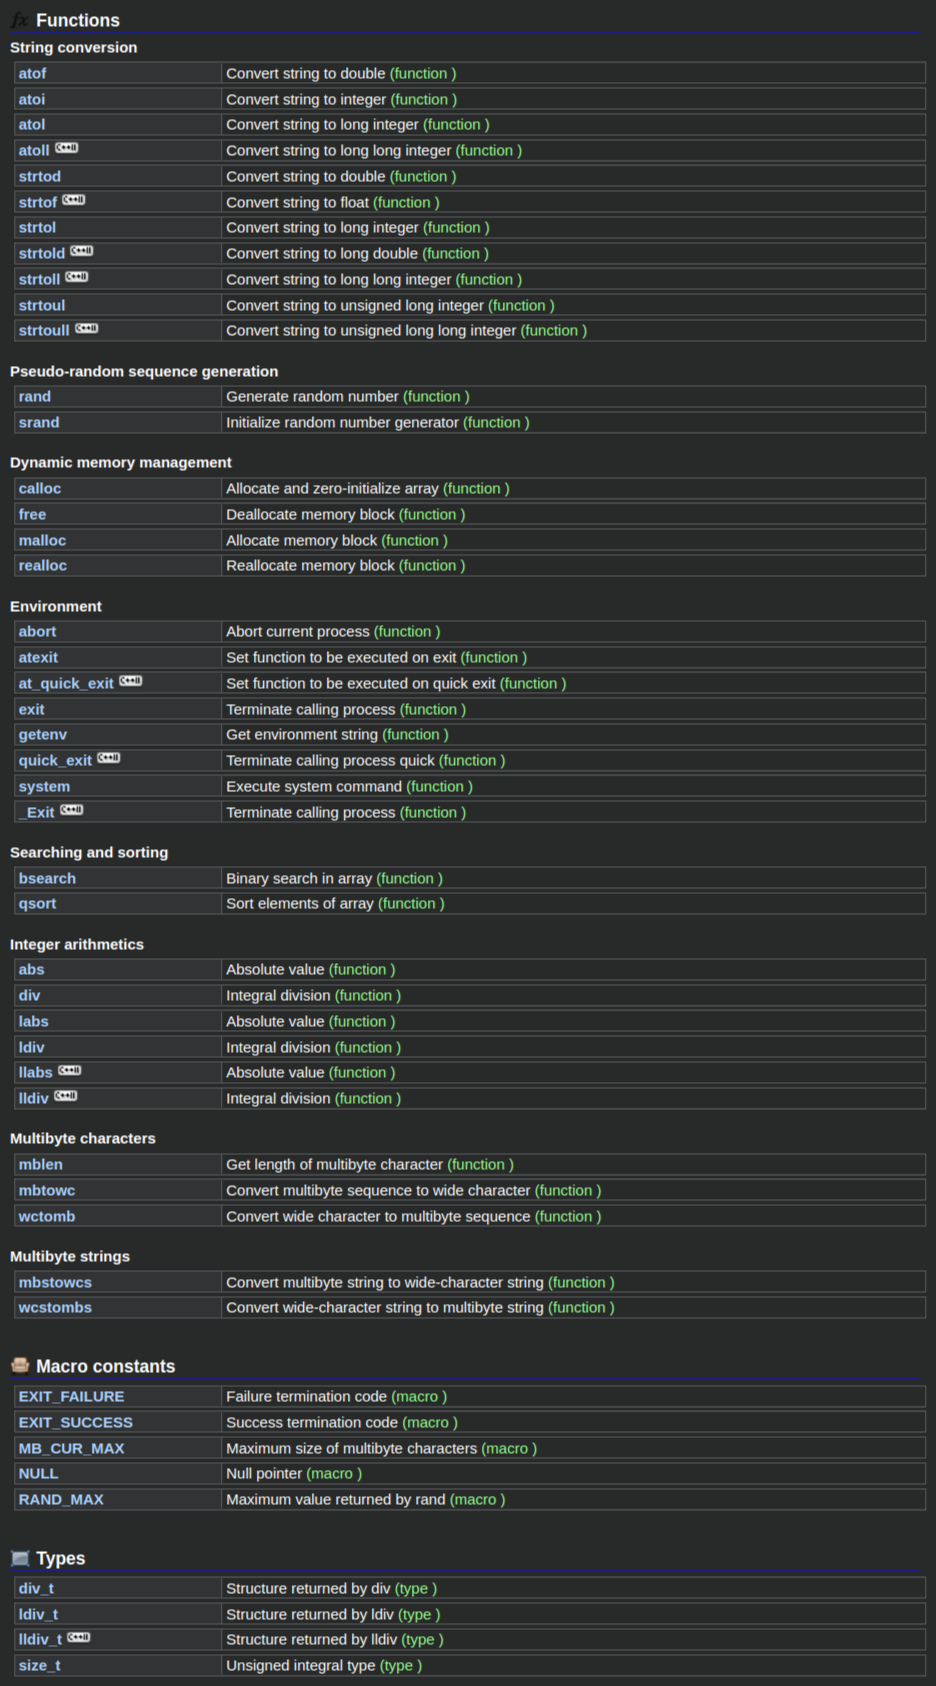 fx Functions
String conversion
atof Convert string to double (function )
atoi Convert string to integer (function )
atol Convert string to long integer (function )
atoll C++11 Convert string to long long integer (function )
strtod Convert string to double (function )
strtof C++11 Convert string to float (function )
strtol Convert string to long integer (function )
strtold C++11 Convert string to long double (function )
strtoll C++11 Convert string to long long integer (function )
strtoul Convert string to unsigned long integer (function )
strtoull C++11 Convert string to unsigned long long integer (function )
Pseudo-random sequence generation
rand Generate random number (function )
srand Initialize random number generator (function )
Dynamic memory management
calloc Allocate and zero-initialize array (function )
free Deallocate memory block (function )
malloc Allocate memory block (function )
realloc Reallocate memory block (function )
Environment
abort Abort current process (function )
atexit Set function to be executed on exit (function )
at_quick_exit C++11 Set function to be executed on quick exit (function )
exit Terminate calling process (function )
getenv Get environment string (function )
quick_exit C++11 Terminate calling process quick (function )
system Execute system command (function )
_Exit C++11 Terminate calling process (function )
Searching and sorting
bsearch Binary search in array (function )
qsort Sort elements of array (function )
Integer arithmetics
abs Absolute value (function )
div Integral division (function )
labs Absolute value (function )
ldiv Integral division (function )
llabs C++11 Absolute value (function )
lldiv C++11 Integral division (function )
Multibyte characters
mblen Get length of multibyte character (function )
mbtowc Convert multibyte sequence to wide character (function )
wctomb Convert wide character to multibyte sequence (function )
Multibyte strings
mbstowcs Convert multibyte string to wide-character string (function )
wcstombs Convert wide-character string to multibyte string (function )
Macro constants
EXIT_FAILURE Failure termination code (macro )
EXIT_SUCCESS Success termination code (macro )
MB_CUR_MAX Maximum size of multibyte characters (macro )
NULL Null pointer (macro )
RAND_MAX Maximum value returned by rand (macro )
Types
div_t Structure returned by div (type )
ldiv_t Structure returned by ldiv (type )
lldiv_t C++11 Structure returned by lldiv (type )
size_t Unsigned integral type (type )